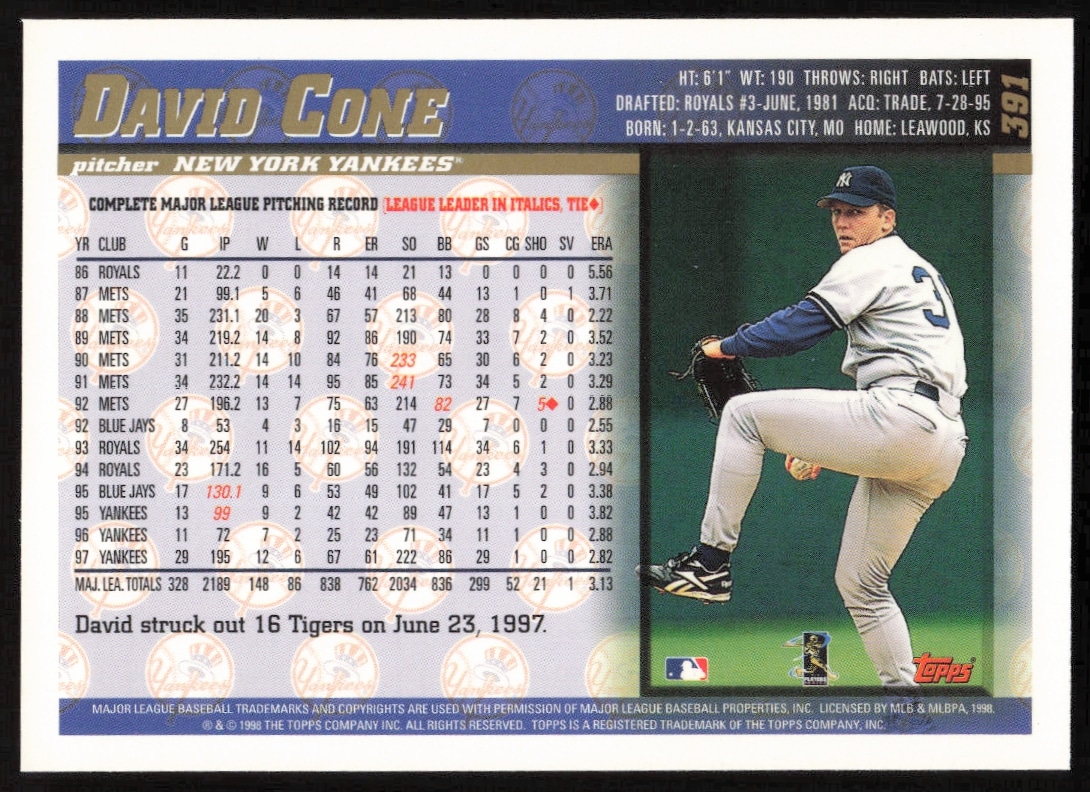 DAVID CONE
HT: 6'1" WT: 190 THROWS: RIGHT BATS: LEFT
DRAFTED: ROYALS #3-JUNE, 1981 ACQ: TRADE, 7-28-95
BORN: 1-2-63, KANSAS CITY, MO HOME: LEAWOOD, KS
391
pitcher NEW YORK YANKEES®
COMPLETE MAJOR LEAGUE PITCHING RECORD (LEAGUE LEADER IN ITALICS, TIE♦)
YR CLUB G IP W L R ER SO BB GS CG SHO SV ERA
86 ROYALS 11 22.2 0 0 14 14 21 13 0 0 0 0 5.56
87 METS 21 99.1 5 6 46 41 68 44 13 1 0 1 3.71
88 METS 35 231.1 20 3 67 57 213 80 28 8 4 0 2.22
89 METS 34 219.2 14 8 92 86 190 74 33 7 2 0 3.52
90 METS 31 211.2 14 10 84 76 233 65 30 6 2 0 3.23
91 METS 34 232.2 14 14 95 85 241 73 34 5 2 0 3.29
92 METS 27 196.2 13 7 75 63 214 82 27 7 5♦ 0 2.88
92 BLUE JAYS 8 53 4 3 16 15 47 29 7 0 0 0 2.55
93 ROYALS 34 254 11 14 102 94 191 114 34 6 1 0 3.33
94 ROYALS 23 171.2 16 5 60 56 132 54 23 4 3 0 2.94
95 BLUE JAYS 17 130.1 9 6 53 49 102 41 17 5 2 0 3.38
95 YANKEES 13 99 9 2 42 42 89 47 13 1 0 0 3.82
96 YANKEES 11 72 7 2 25 23 71 34 11 1 0 0 2.88
97 YANKEES 29 195 12 6 67 61 222 86 29 1 0 0 2.82
MAJ. LEA. TOTALS 328 2189 148 86 838 762 2034 836 299 52 21 1 3.13
David struck out 16 Tigers on June 23, 1997.
NY
3
PLAYERS
Topps®
MAJOR LEAGUE BASEBALL TRADEMARKS AND COPYRIGHTS ARE USED WITH PERMISSION OF MAJOR LEAGUE BASEBALL PROPERTIES, INC. LICENSED BY MLB & MLBPA, 1998.
® & © 1998 THE TOPPS COMPANY INC. ALL RIGHTS RESERVED. TOPPS IS A REGISTERED TRADEMARK OF THE TOPPS COMPANY, INC.